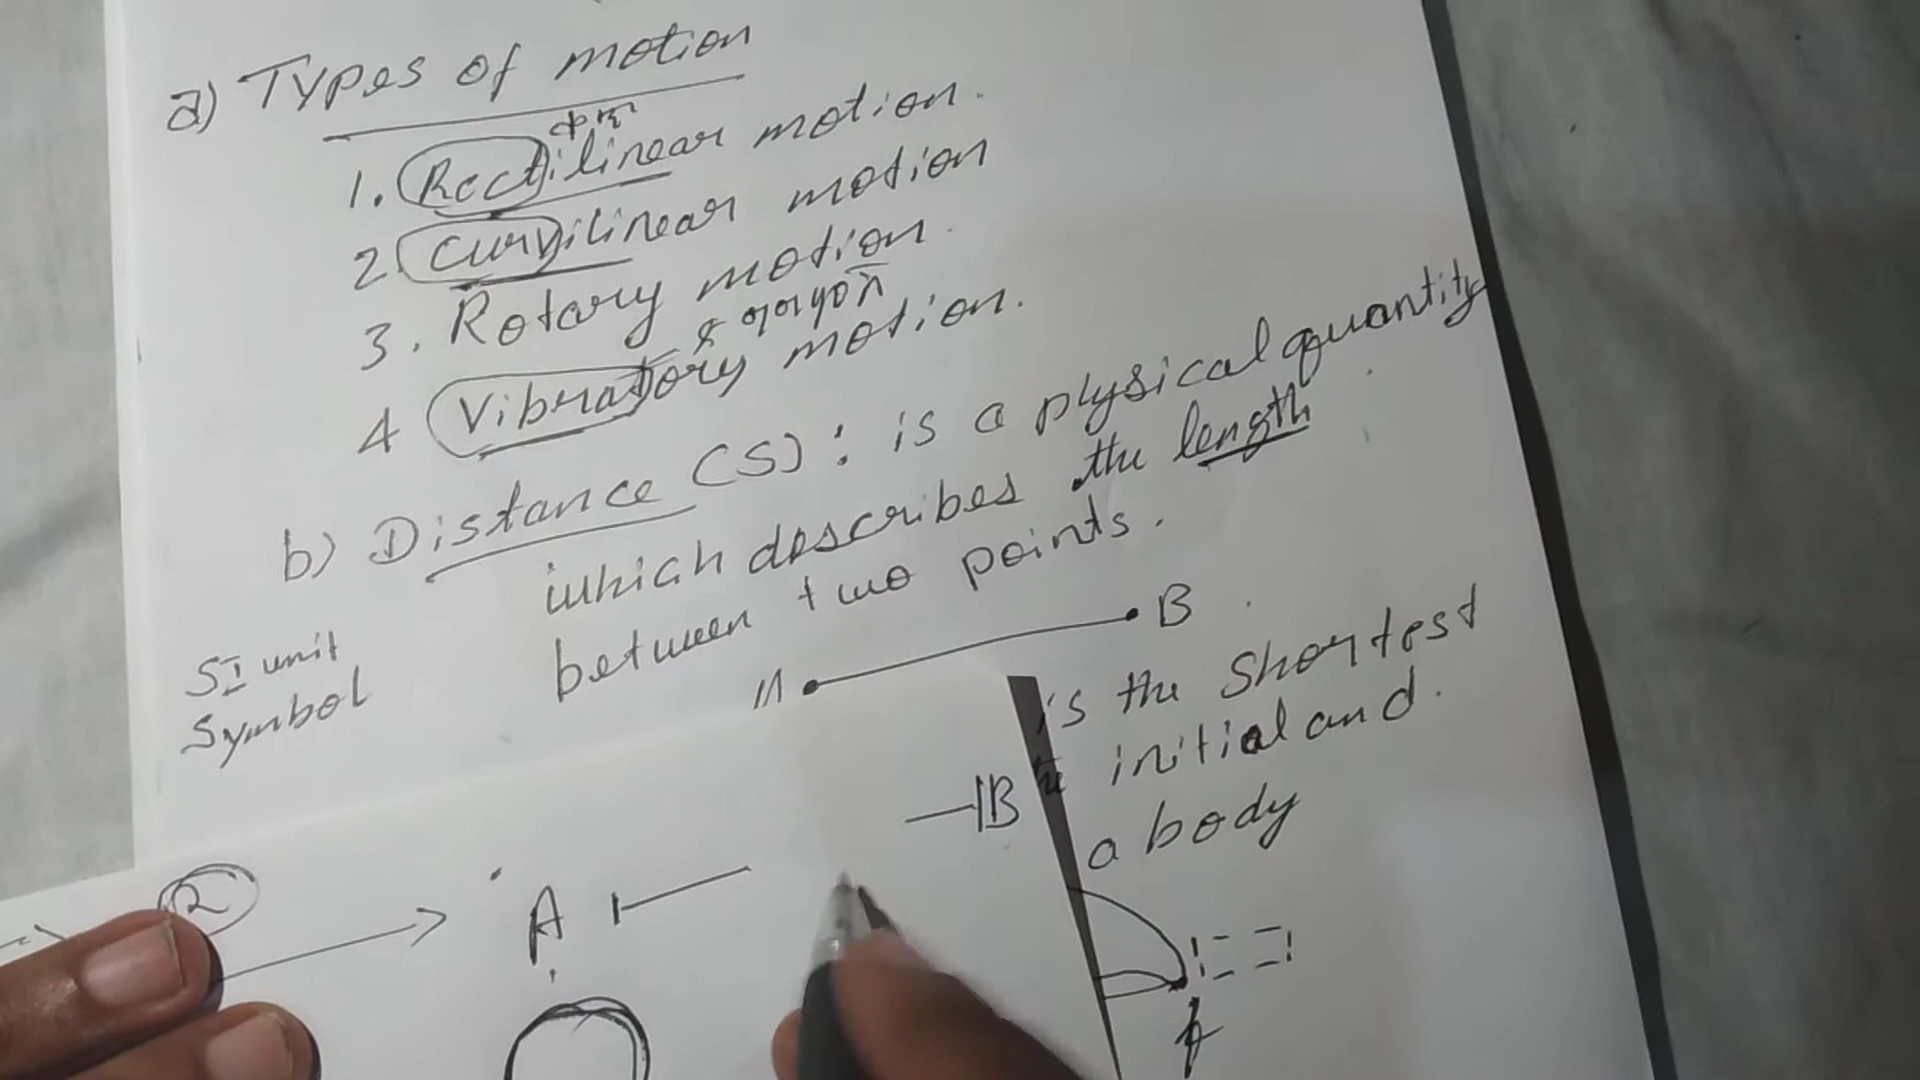 a) Types of motion
1. Rectilinear motion.
2. Curvilinear motion
3. Rotary motion.
4 Vibratory motion.
b) Distance (S): is a physical quantity
which describes the length
between two points.
SI unit
Symbol
A B
is the Shortest
initial and
a body
B
2
A